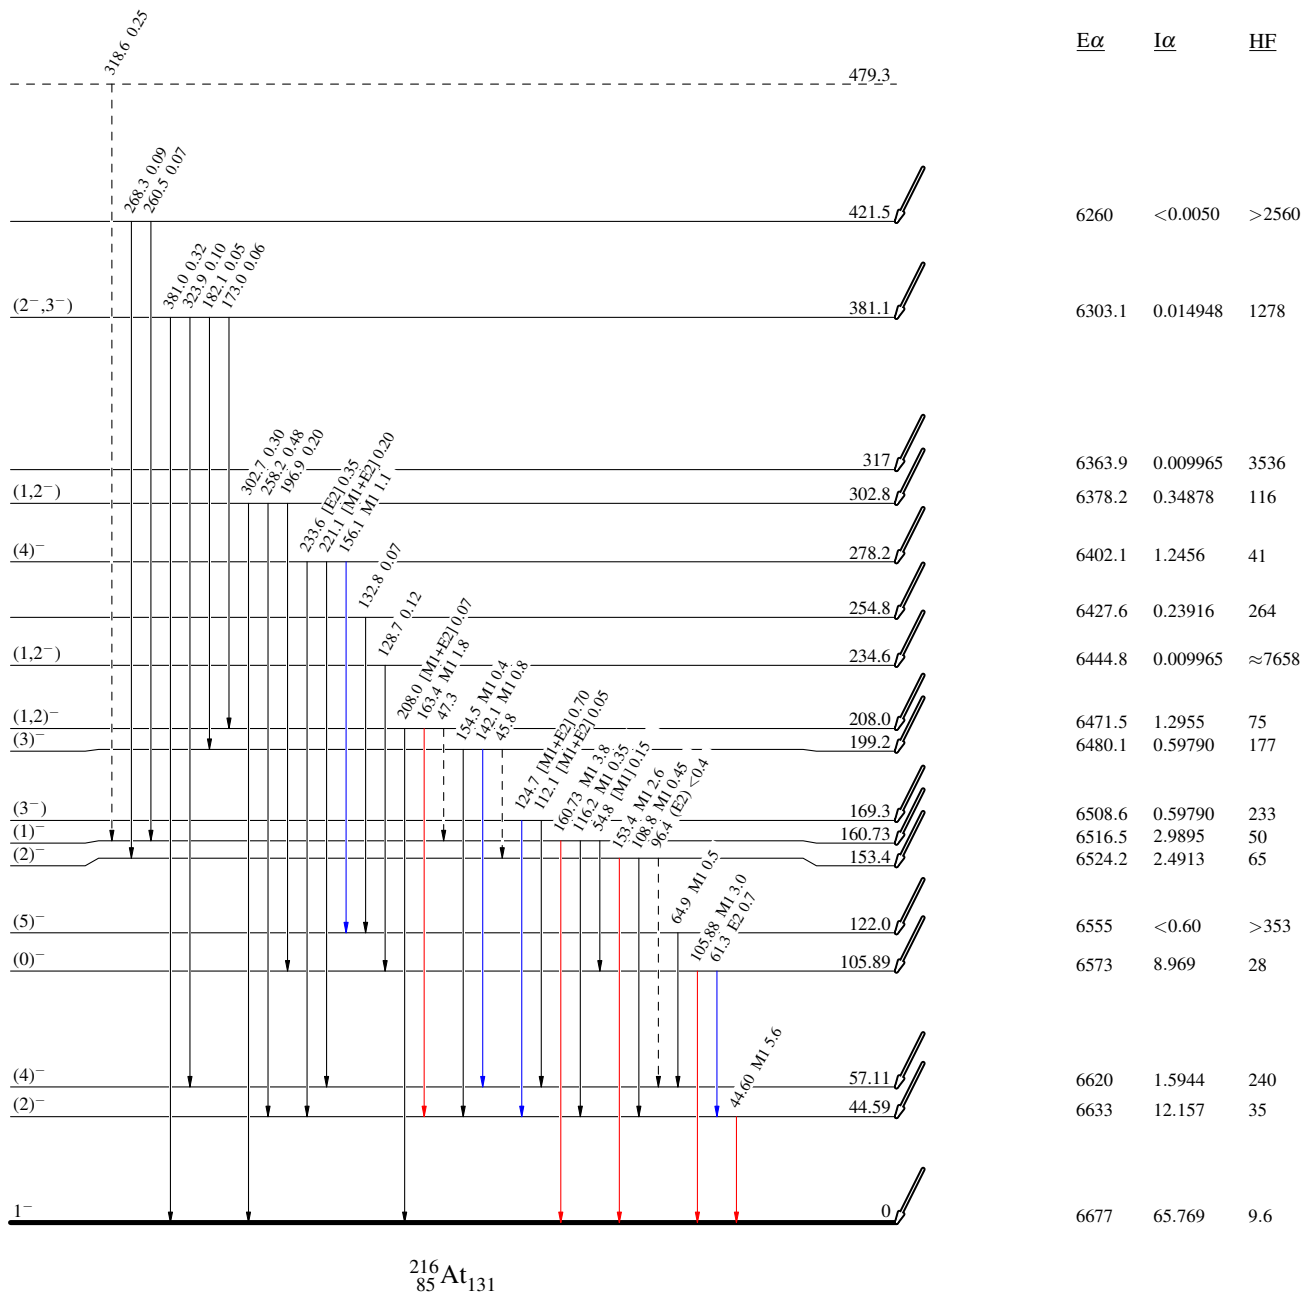 Eα Iα HF
318.6 0.25
479.3
268.3 0.09
260.5 0.07
421.5 6260 <0.0050 >2560
381.0 0.32
323.9 0.10
182.1 0.05
173.0 0.06
(2⁻,3⁻) 381.1 6303.1 0.014948 1278
317 6363.9 0.009965 3536
302.7 0.30
258.2 0.48
196.9 0.20
(1,2⁻) 302.8 6378.2 0.34878 116
233.6 [E2] 0.35
221.1 [M1+E2] 0.20
156.1 M1 1.1
(4)⁻ 278.2 6402.1 1.2456 41
132.8 0.07
254.8 6427.6 0.23916 264
128.7 0.12
(1,2⁻) 234.6 6444.8 0.009965 ≈7658
208.0 [M1+E2] 0.07
163.4 M1 1.8
47.3
(1,2)⁻ 208.0 6471.5 1.2955 75
154.5 M1 0.4
142.1 M1 0.8
45.8
(3)⁻ 199.2 6480.1 0.59790 177
124.7 [M1+E2] 0.70
112.1 [M1+E2] 0.05
(3⁻) 169.3 6508.6 0.59790 233
160.73 M1 3.8
116.2 M1 0.35
54.8 [M1] 0.15
(1)⁻ 160.73 6516.5 2.9895 50
153.4 M1 2.6
108.8 M1 0.45
96.4 (E2) <0.4
(2)⁻ 153.4 6524.2 2.4913 65
64.9 M1 0.5
(5)⁻ 122.0 6555 <0.60 >353
105.88 M1 3.0
61.3 E2 0.7
(0)⁻ 105.89 6573 8.969 28
(4)⁻ 57.11 6620 1.5944 240
44.60 M1 5.6
(2)⁻ 44.59 6633 12.157 35
1⁻ 0 6677 65.769 9.6
²¹⁶₈₅At₁₃₁